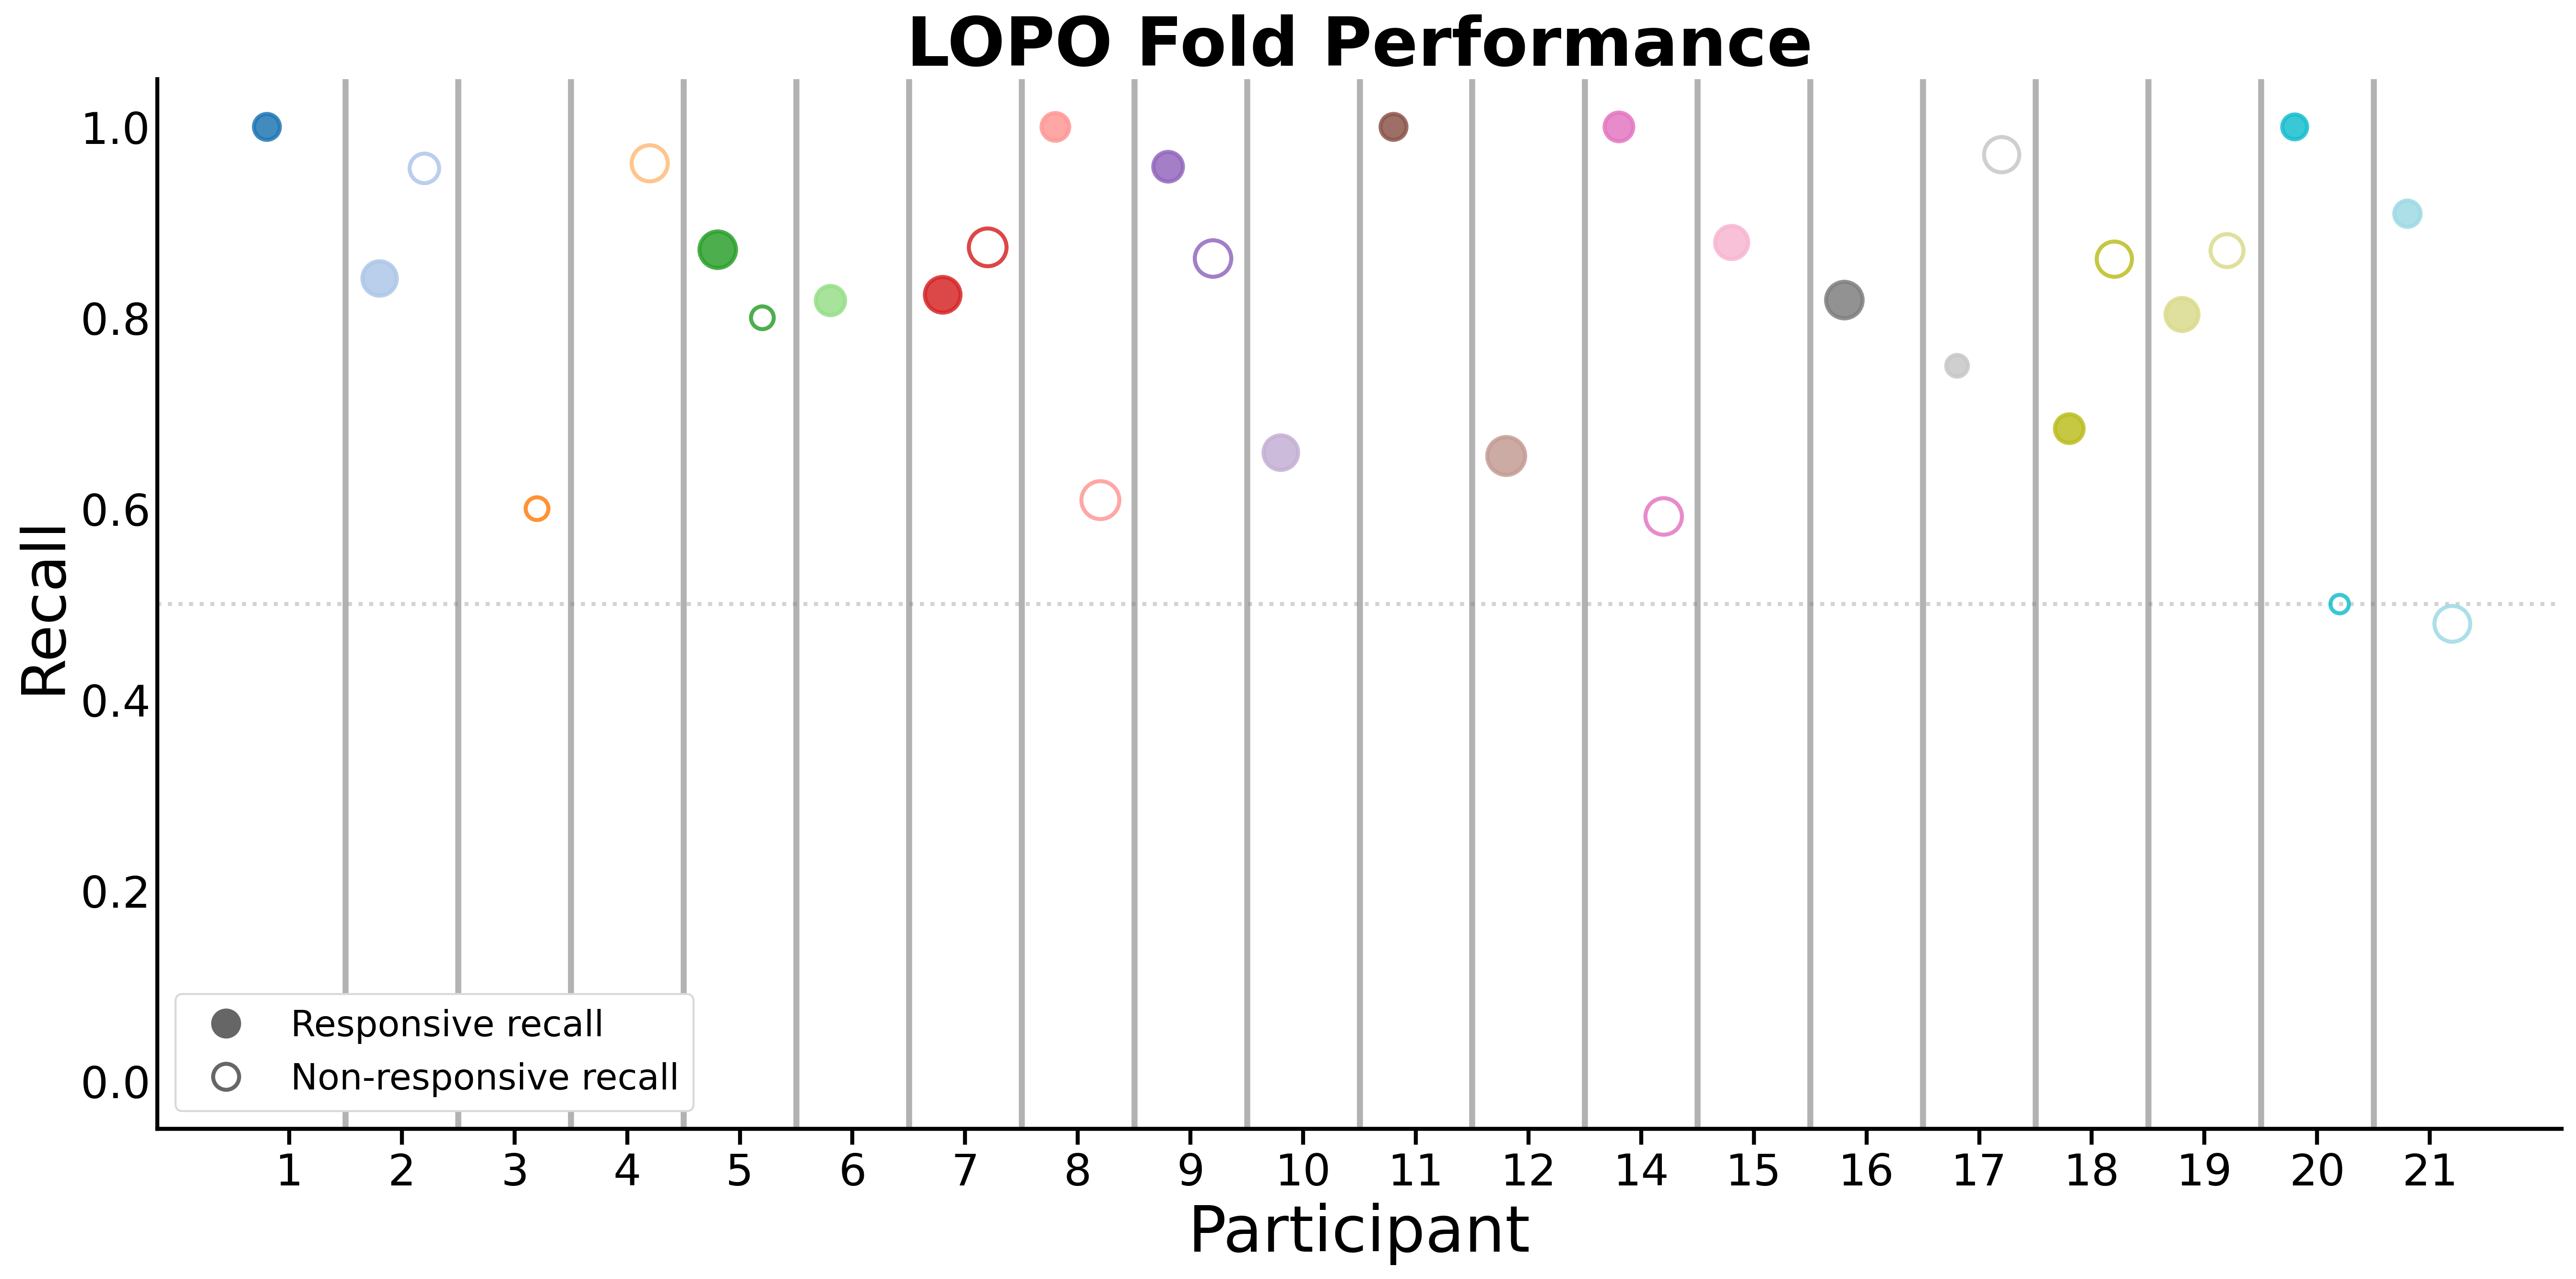 LOPO Fold Performance
Recall
1.0
0.8
0.6
0.4
0.2
0.0
Responsive recall
Non-responsive recall
1 2 3 4 5 6 7 8 9 10 11 12 14 15 16 17 18 19 20 21
Participant